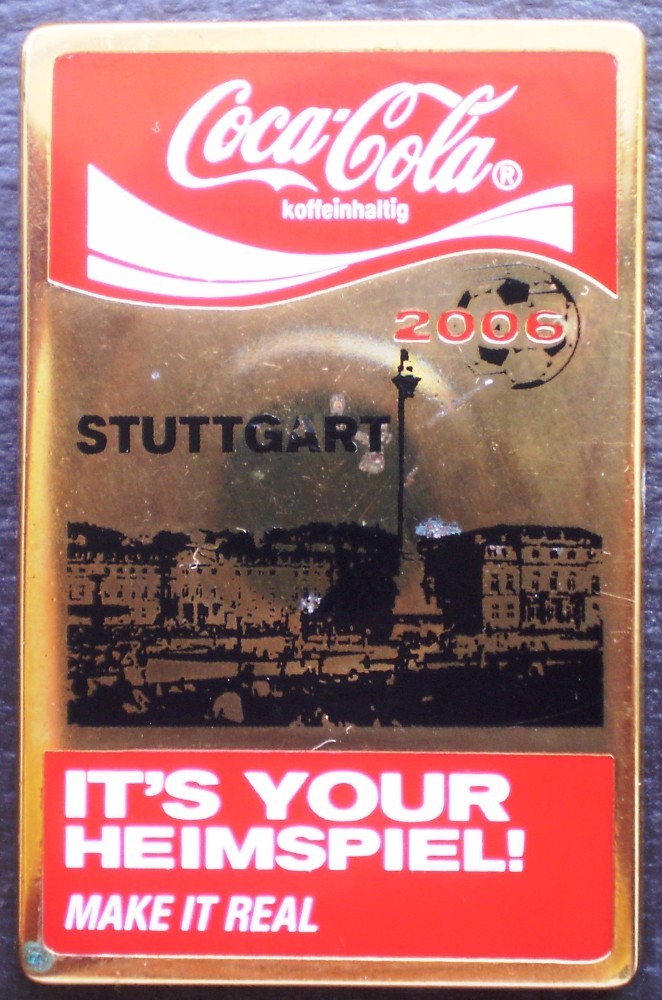 Coca-Cola®
koffeinhaltig
2006
STUTTGART
IT'S YOUR
HEIMSPIEL!
MAKE IT REAL